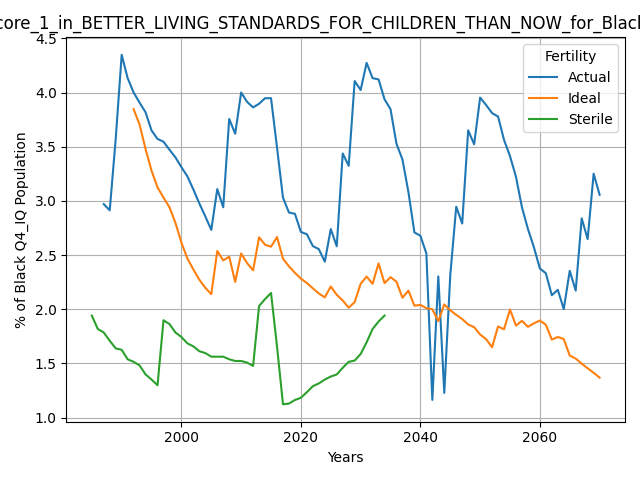 core_1_in_BETTER_LIVING_STANDARDS_FOR_CHILDREN_THAN_NOW_for_Black
4.5
4.0
3.5
3.0
2.5
2.0
1.5
1.0
% of Black Q4_IQ Population
Fertility
Actual
Ideal
Sterile
2000
2020
2040
2060
Years